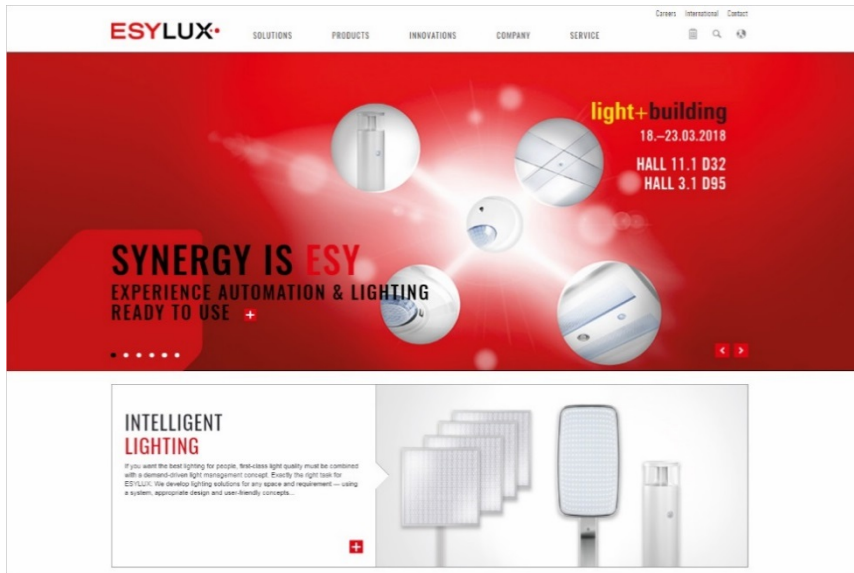 Careers International Contact
ESYLUX
SOLUTIONS PRODUCTS INNOVATIONS COMPANY SERVICE
light+building
18.–23.03.2018
HALL 11.1 D32
HALL 3.1 D95
SYNERGY IS ESY
EXPERIENCE AUTOMATION & LIGHTING
READY TO USE +
INTELLIGENT
LIGHTING
If you want the best lighting for people, first-class light quality must be combined
with a demand-driven light management concept. Exactly the right task for
ESYLUX. We develop lighting solutions for any space and requirement — using
a system, appropriate design and user-friendly concepts...